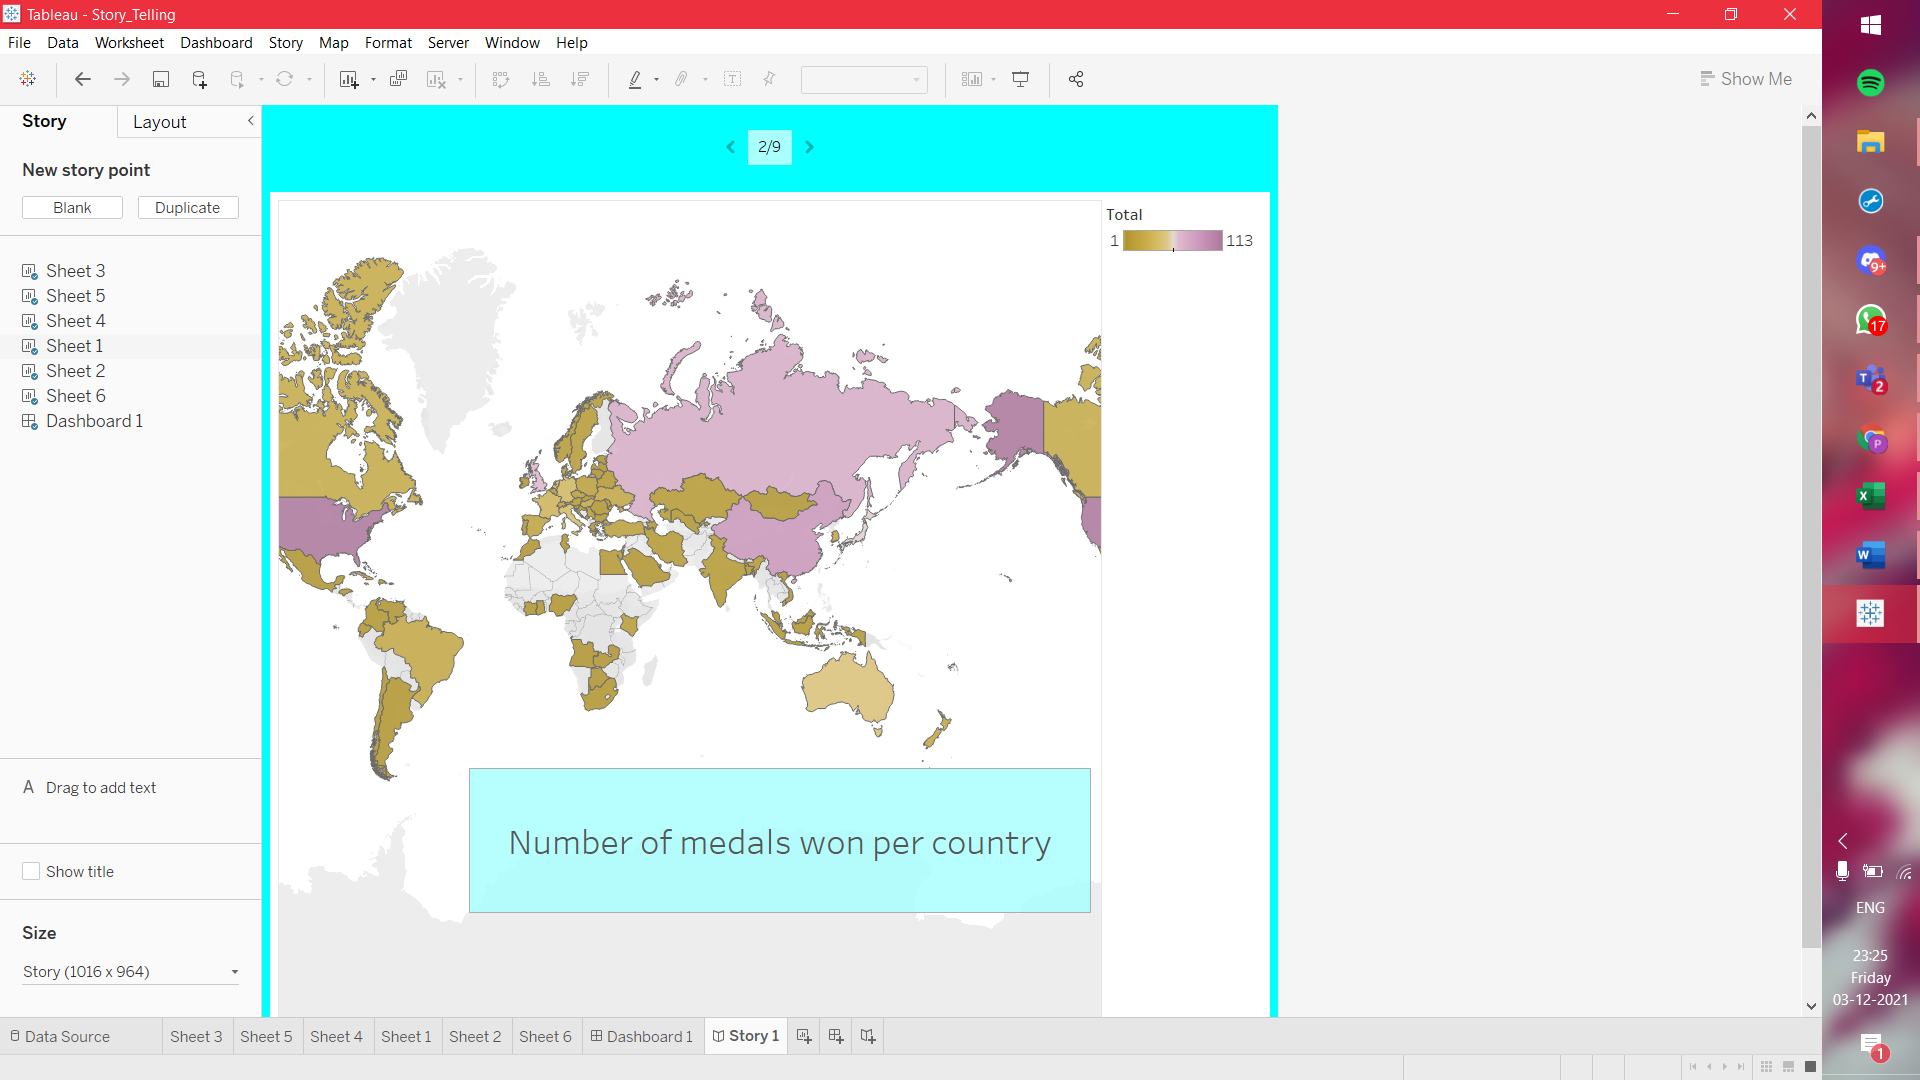 Tableau - Story_Telling
File Data Worksheet Dashboard Story Map Format Server Window Help
Show Me
Story Layout
New story point
Blank Duplicate
Sheet 3
Sheet 5
Sheet 4
Sheet 1
Sheet 2
Sheet 6
Dashboard 1
A Drag to add text
Show title
Size
Story (1016 x 964)
2/9
Total
1 113
Number of medals won per country
Data Source Sheet 3 Sheet 5 Sheet 4 Sheet 1 Sheet 2 Sheet 6 Dashboard 1 Story 1
9+
17
T 2
P
X
W
ENG
23:25
Friday
03-12-2021
1